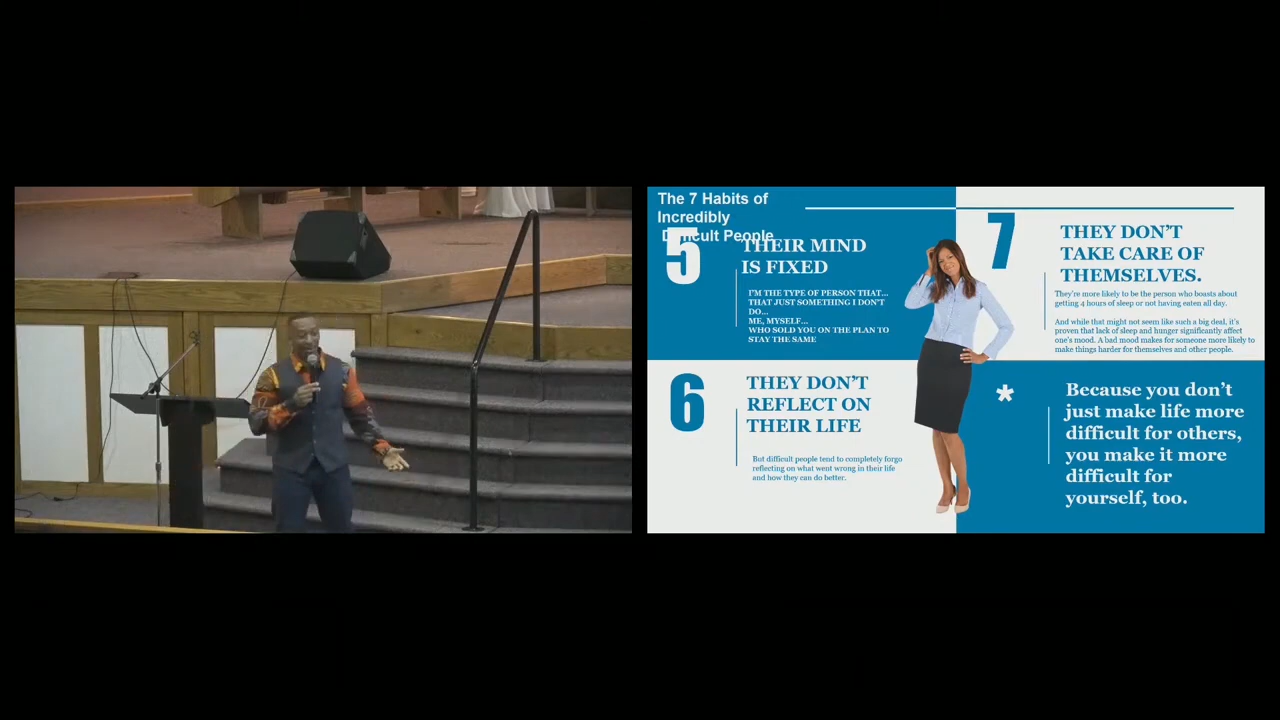 The 7 Habits of
Incredibly
Difficult People
5
THEIR MIND
IS FIXED
I'M THE TYPE OF PERSON THAT...
THAT JUST SOMETHING I DON'T
DO...
ME, MYSELF...
WHO SOLD YOU ON THE PLAN TO
STAY THE SAME
6
THEY DON'T
REFLECT ON
THEIR LIFE
But difficult people tend to completely forgo
reflecting on what went wrong in their life
and how they can do better.
7
THEY DON'T
TAKE CARE OF
THEMSELVES.
They're more likely to be the person who boasts about
getting 4 hours of sleep or not having eaten all day.
And while that might not seem like such a big deal, it's
proven that lack of sleep and hunger significantly affect
one's mood. A bad mood makes for someone more likely to
make things harder for themselves and other people.
*
Because you don't
just make life more
difficult for others,
you make it more
difficult for
yourself, too.